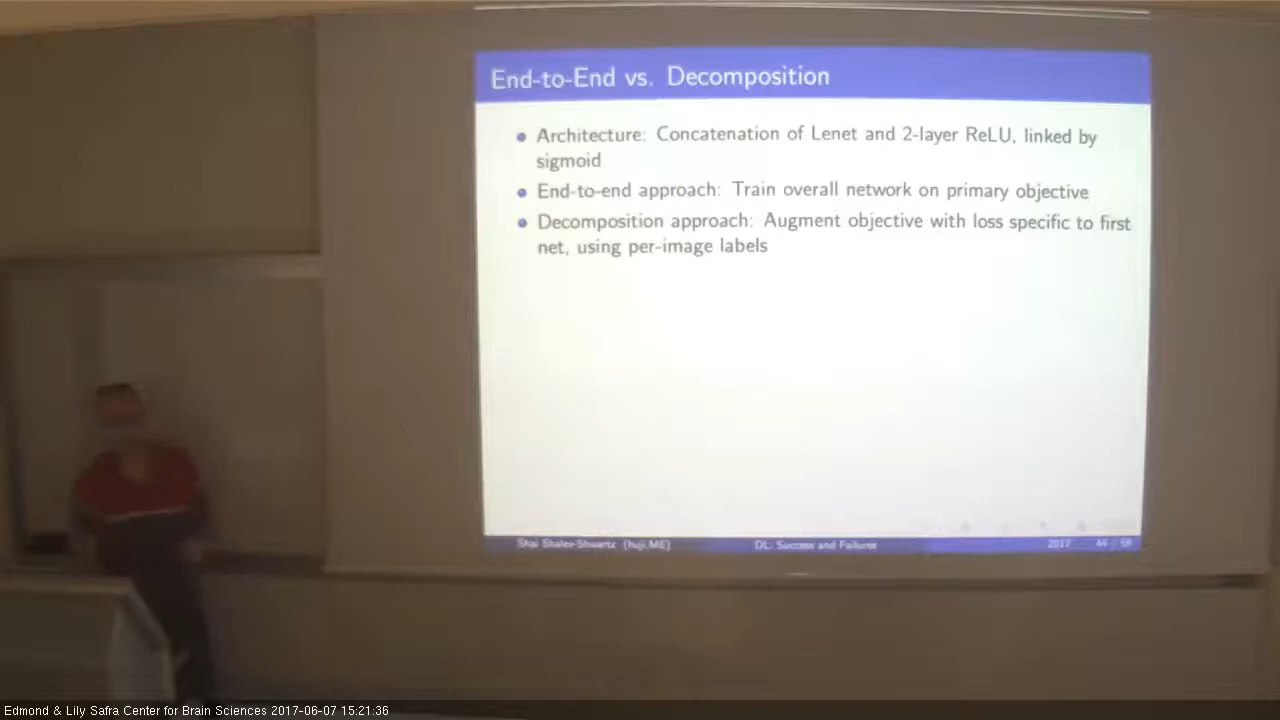 End-to-End vs. Decomposition
Architecture: Concatenation of Lenet and 2-layer ReLU, linked by
sigmoid
End-to-end approach: Train overall network on primary objective
Decomposition approach: Augment objective with loss specific to first
net, using per-image labels
Shai Shalev-Shwartz (huji,ME) DL: Success and Failures 2017 44 / 58
Edmond & Lily Safra Center for Brain Sciences 2017-06-07 15:21:36